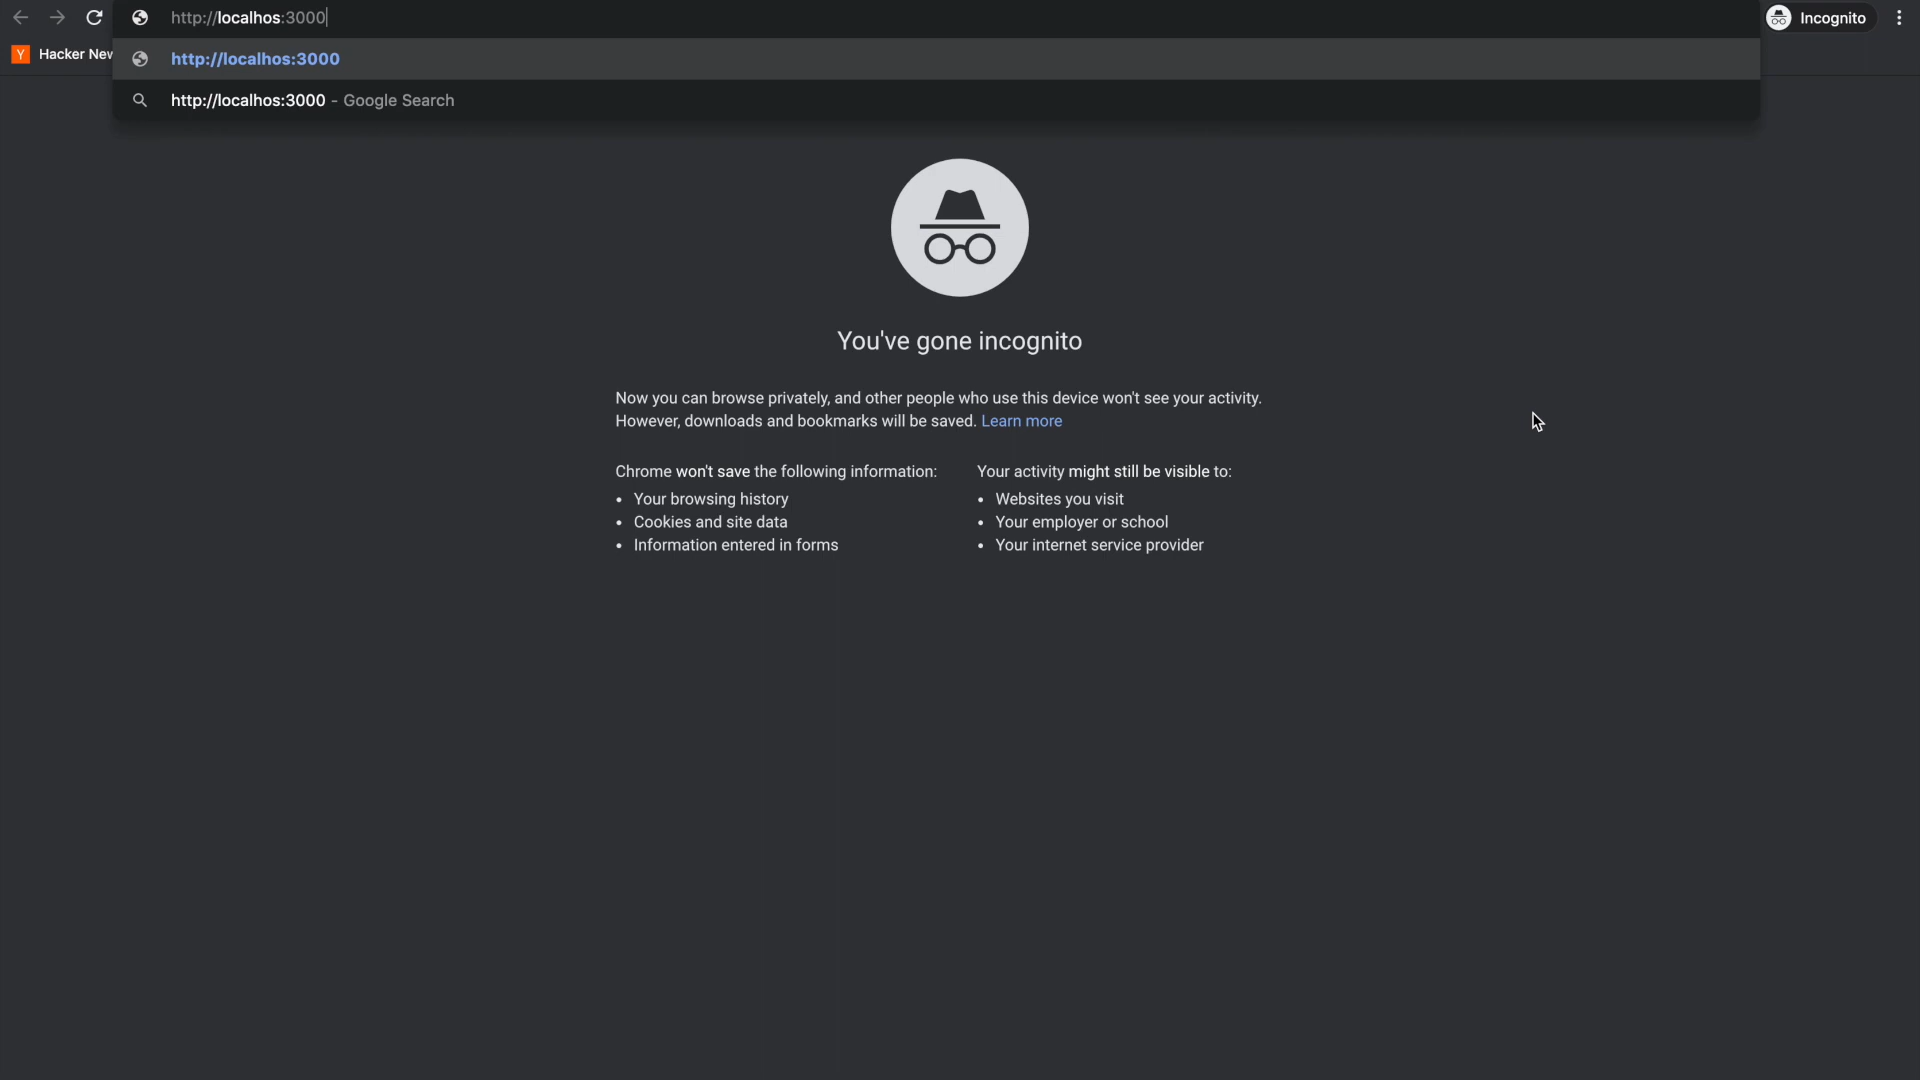 http://localhos:3000
Incognito
Y Hacker New
http://localhos:3000
http://localhos:3000 - Google Search
You've gone incognito
Now you can browse privately, and other people who use this device won't see your activity.
However, downloads and bookmarks will be saved. Learn more
Chrome won't save the following information:
• Your browsing history
• Cookies and site data
• Information entered in forms
Your activity might still be visible to:
• Websites you visit
• Your employer or school
• Your internet service provider